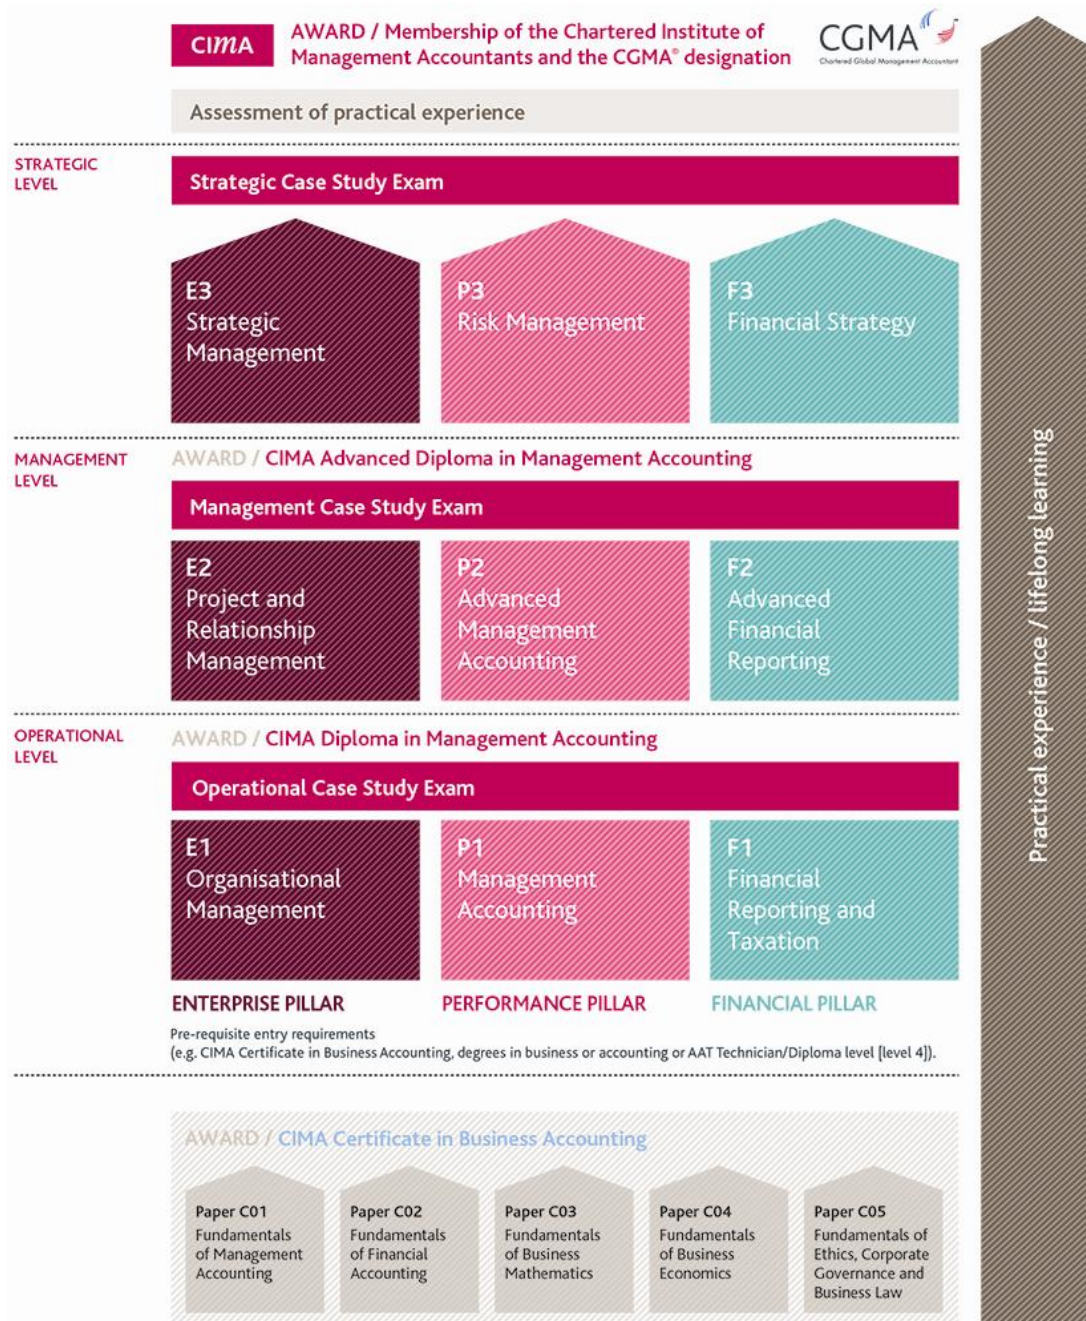 CIMA
AWARD / Membership of the Chartered Institute of
Management Accountants and the CGMA® designation
CGMA
Chartered Global Management Accountant
Assessment of practical experience
STRATEGIC
LEVEL
Strategic Case Study Exam
E3
Strategic
Management
P3
Risk Management
F3
Financial Strategy
MANAGEMENT
LEVEL
AWARD / CIMA Advanced Diploma in Management Accounting
Management Case Study Exam
E2
Project and
Relationship
Management
P2
Advanced
Management
Accounting
F2
Advanced
Financial
Reporting
OPERATIONAL
LEVEL
AWARD / CIMA Diploma in Management Accounting
Operational Case Study Exam
E1
Organisational
Management
P1
Management
Accounting
F1
Financial
Reporting and
Taxation
ENTERPRISE PILLAR
PERFORMANCE PILLAR
FINANCIAL PILLAR
Pre-requisite entry requirements
(e.g. CIMA Certificate in Business Accounting, degrees in business or accounting or AAT Technician/Diploma level [level 4]).
AWARD / CIMA Certificate in Business Accounting
Paper C01
Fundamentals
of Management
Accounting
Paper C02
Fundamentals
of Financial
Accounting
Paper C03
Fundamentals
of Business
Mathematics
Paper C04
Fundamentals
of Business
Economics
Paper C05
Fundamentals of
Ethics, Corporate
Governance and
Business Law
Practical experience / lifelong learning